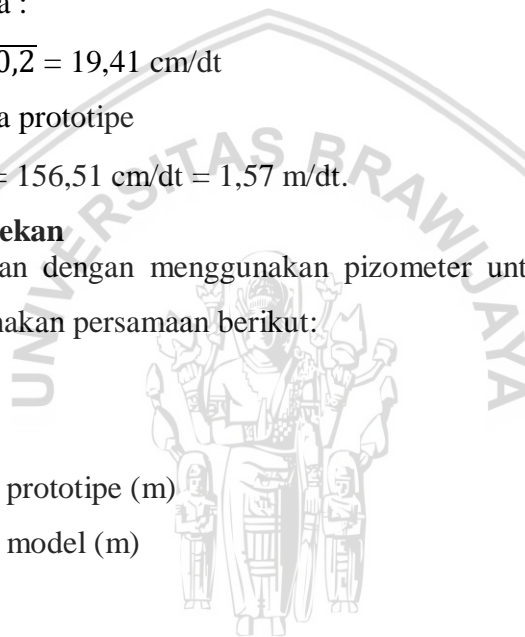 a :
0,2 = 19,41 cm/dt
a prototipe
= 156,51 cm/dt = 1,57 m/dt.
ekan
an dengan menggunakan pizometer unt
nakan persamaan berikut:
prototipe (m)
model (m)
UNIVERSITAS BRAWIJAYA